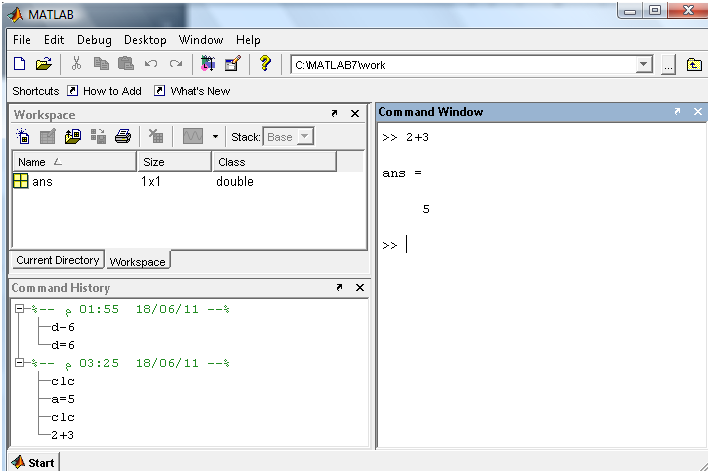 MATLAB
File Edit Debug Desktop Window Help
C:\MATLAB7\work
...
Shortcuts How to Add What's New
Workspace
Stack: Base
Name Size Class
ans 1x1 double
Current Directory Workspace
Command History
%-- م 01:55 18/06/11 --%
d-6
d=6
%-- م 03:25 18/06/11 --%
clc
a=5
clc
2+3
Command Window
>> 2+3
ans =
5
>>
Start